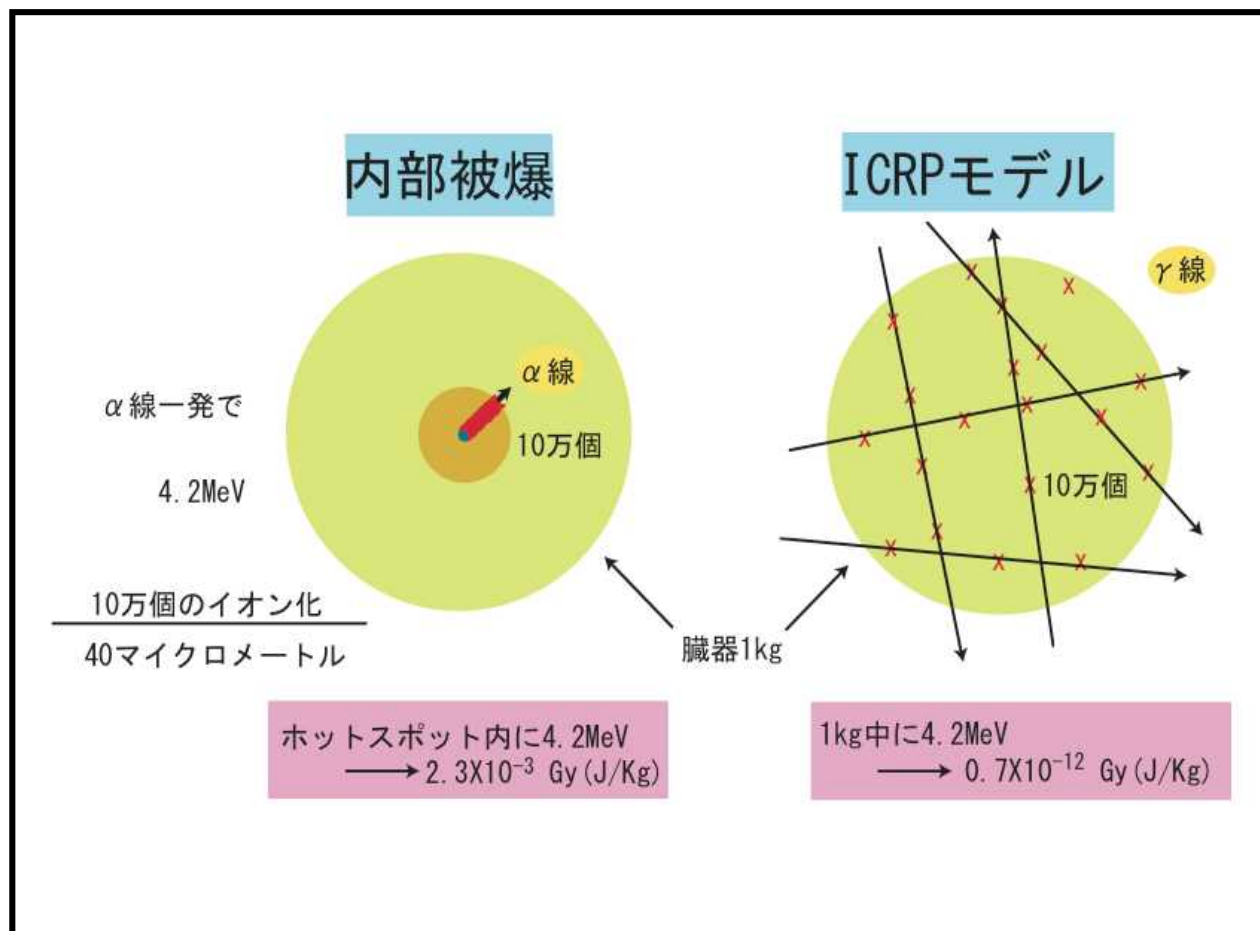 内部被爆
ICRPモデル
γ線
α線
α線一発で
10万個
4.2MeV
10万個
10万個のイオン化
40マイクロメートル
臓器1kg
ホットスポット内に4.2MeV
→ 2.3X10⁻³ Gy(J/Kg)
1kg中に4.2MeV
→ 0.7X10⁻¹² Gy(J/Kg)